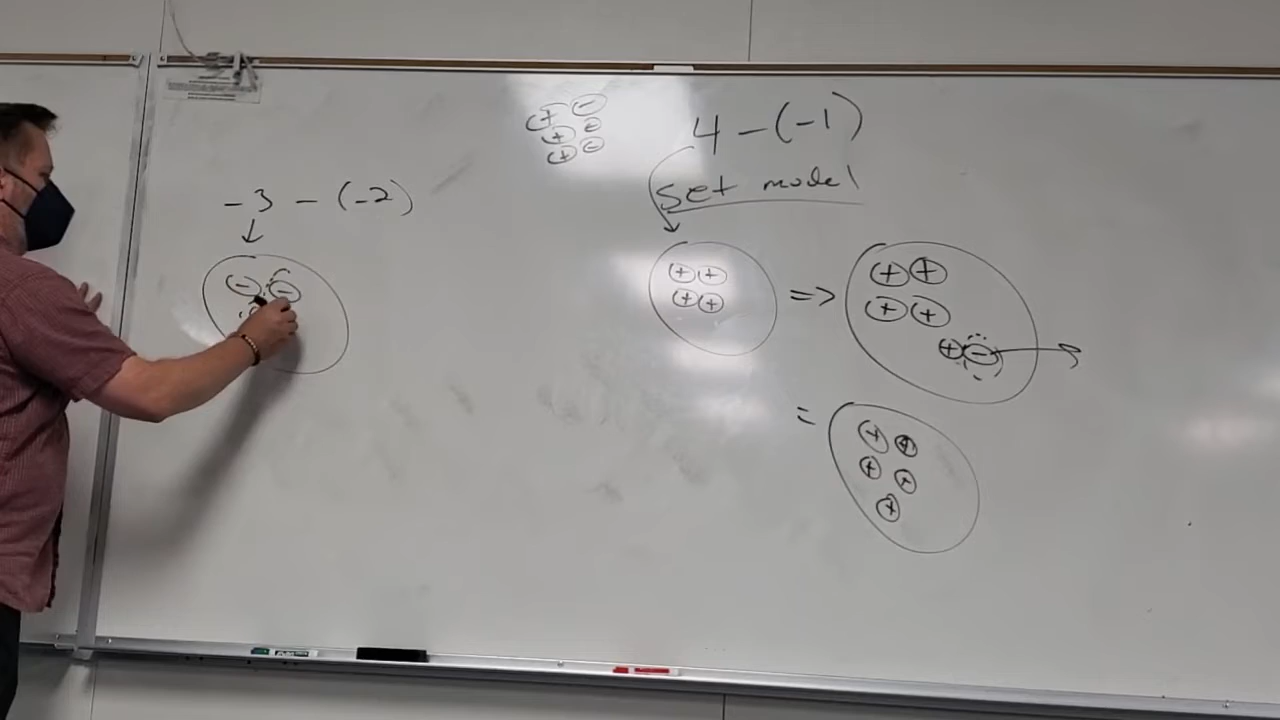 -3 - (-2)
↓
- -
+ -
+ -
+ -
4 - (-1)
set model
+ + => + +
+ + + +
+ -
=
+ +
+ +
+